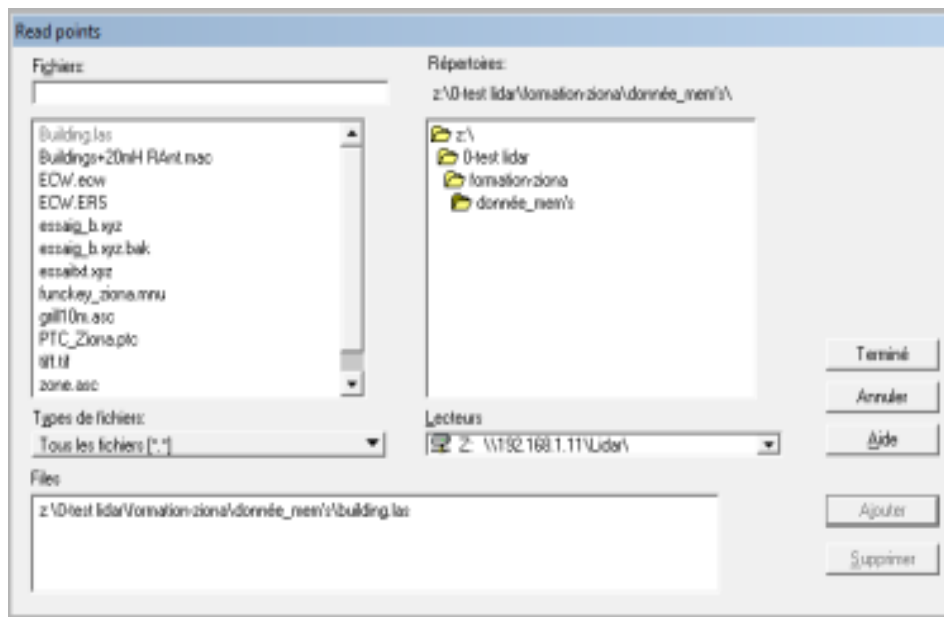 Read points
Fichiers:
Répertoires:
z:\0-test lidar\formation-ziona\donnée_mem's\
Building.las
Buildings+20mH RAnt.mac
ECW.ecw
ECW.ERS
essaig_b.xyz
essaig_b.xyz.bak
essaibd.xyz
funckey_ziona.mnu
grill10m.asc
PTC_Ziona.ptc
tif1.tif
zone.asc
z:\
0-test lidar
formation-ziona
donnée_mem's
Terminé
Annuler
Aide
Types de fichiers:
Tous les fichiers [*.*]
Lecteurs
Z: \\192.168.1.11\Lidar\
Files
z:\0-test lidar\formation-ziona\donnée_mem's\building.las
Ajouter
Supprimer